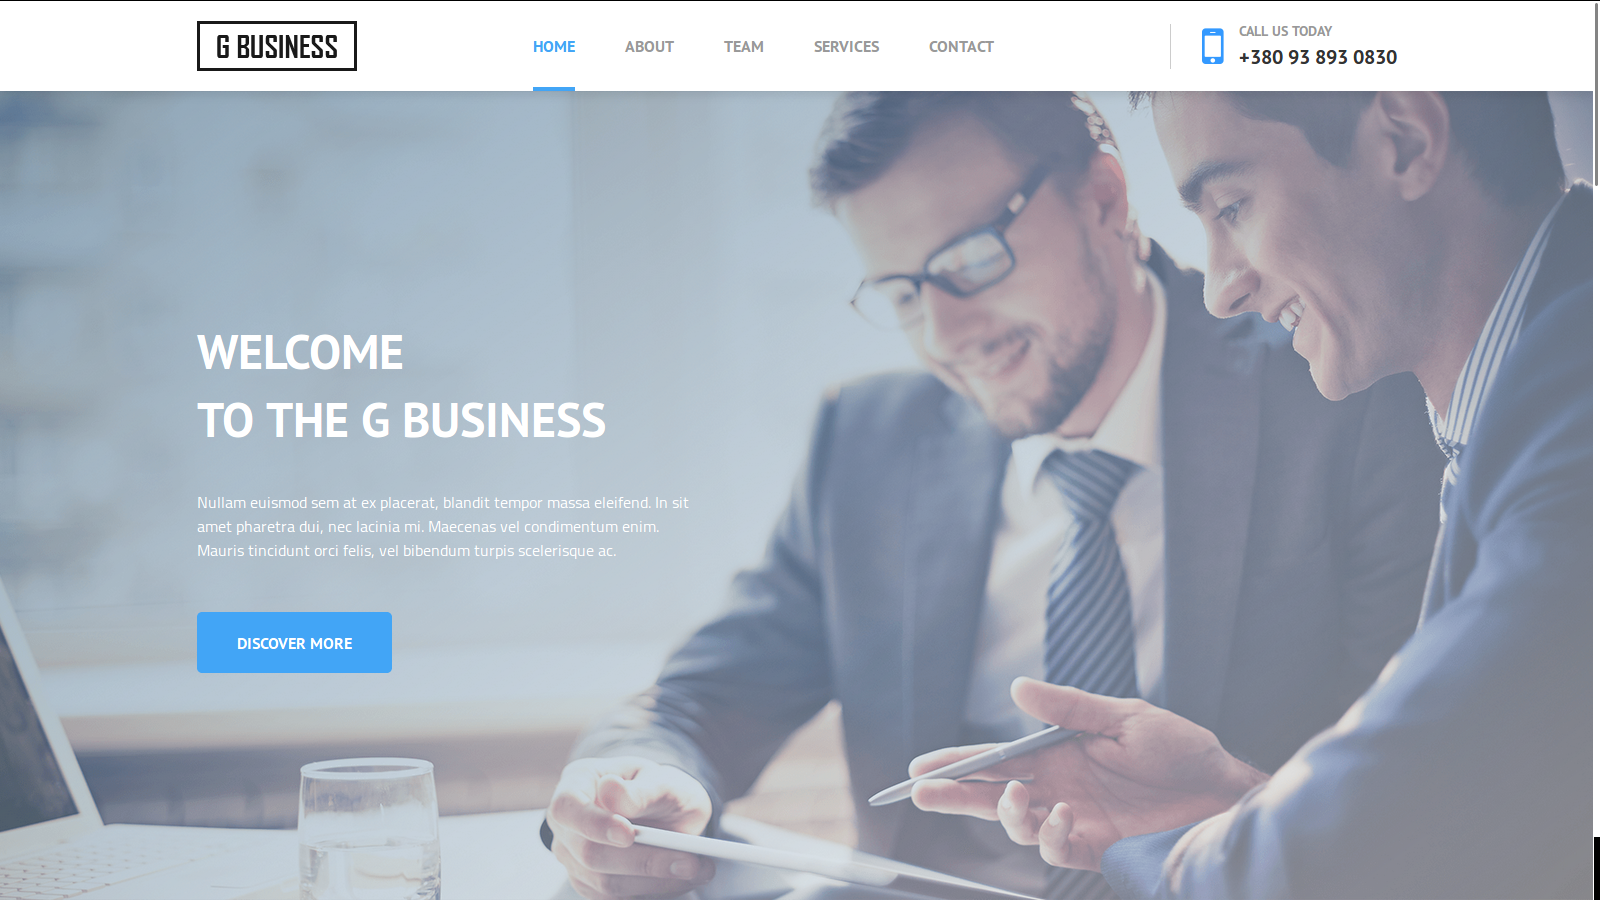 G BUSINESS
HOME
ABOUT
TEAM
SERVICES
CONTACT
CALL US TODAY
+380 93 893 0830
WELCOME
TO THE G BUSINESS
Nullam euismod sem at ex placerat, blandit tempor massa eleifend. In sit
amet pharetra dui, nec lacinia mi. Maecenas vel condimentum enim.
Mauris tincidunt orci felis, vel bibendum turpis scelerisque ac.
DISCOVER MORE